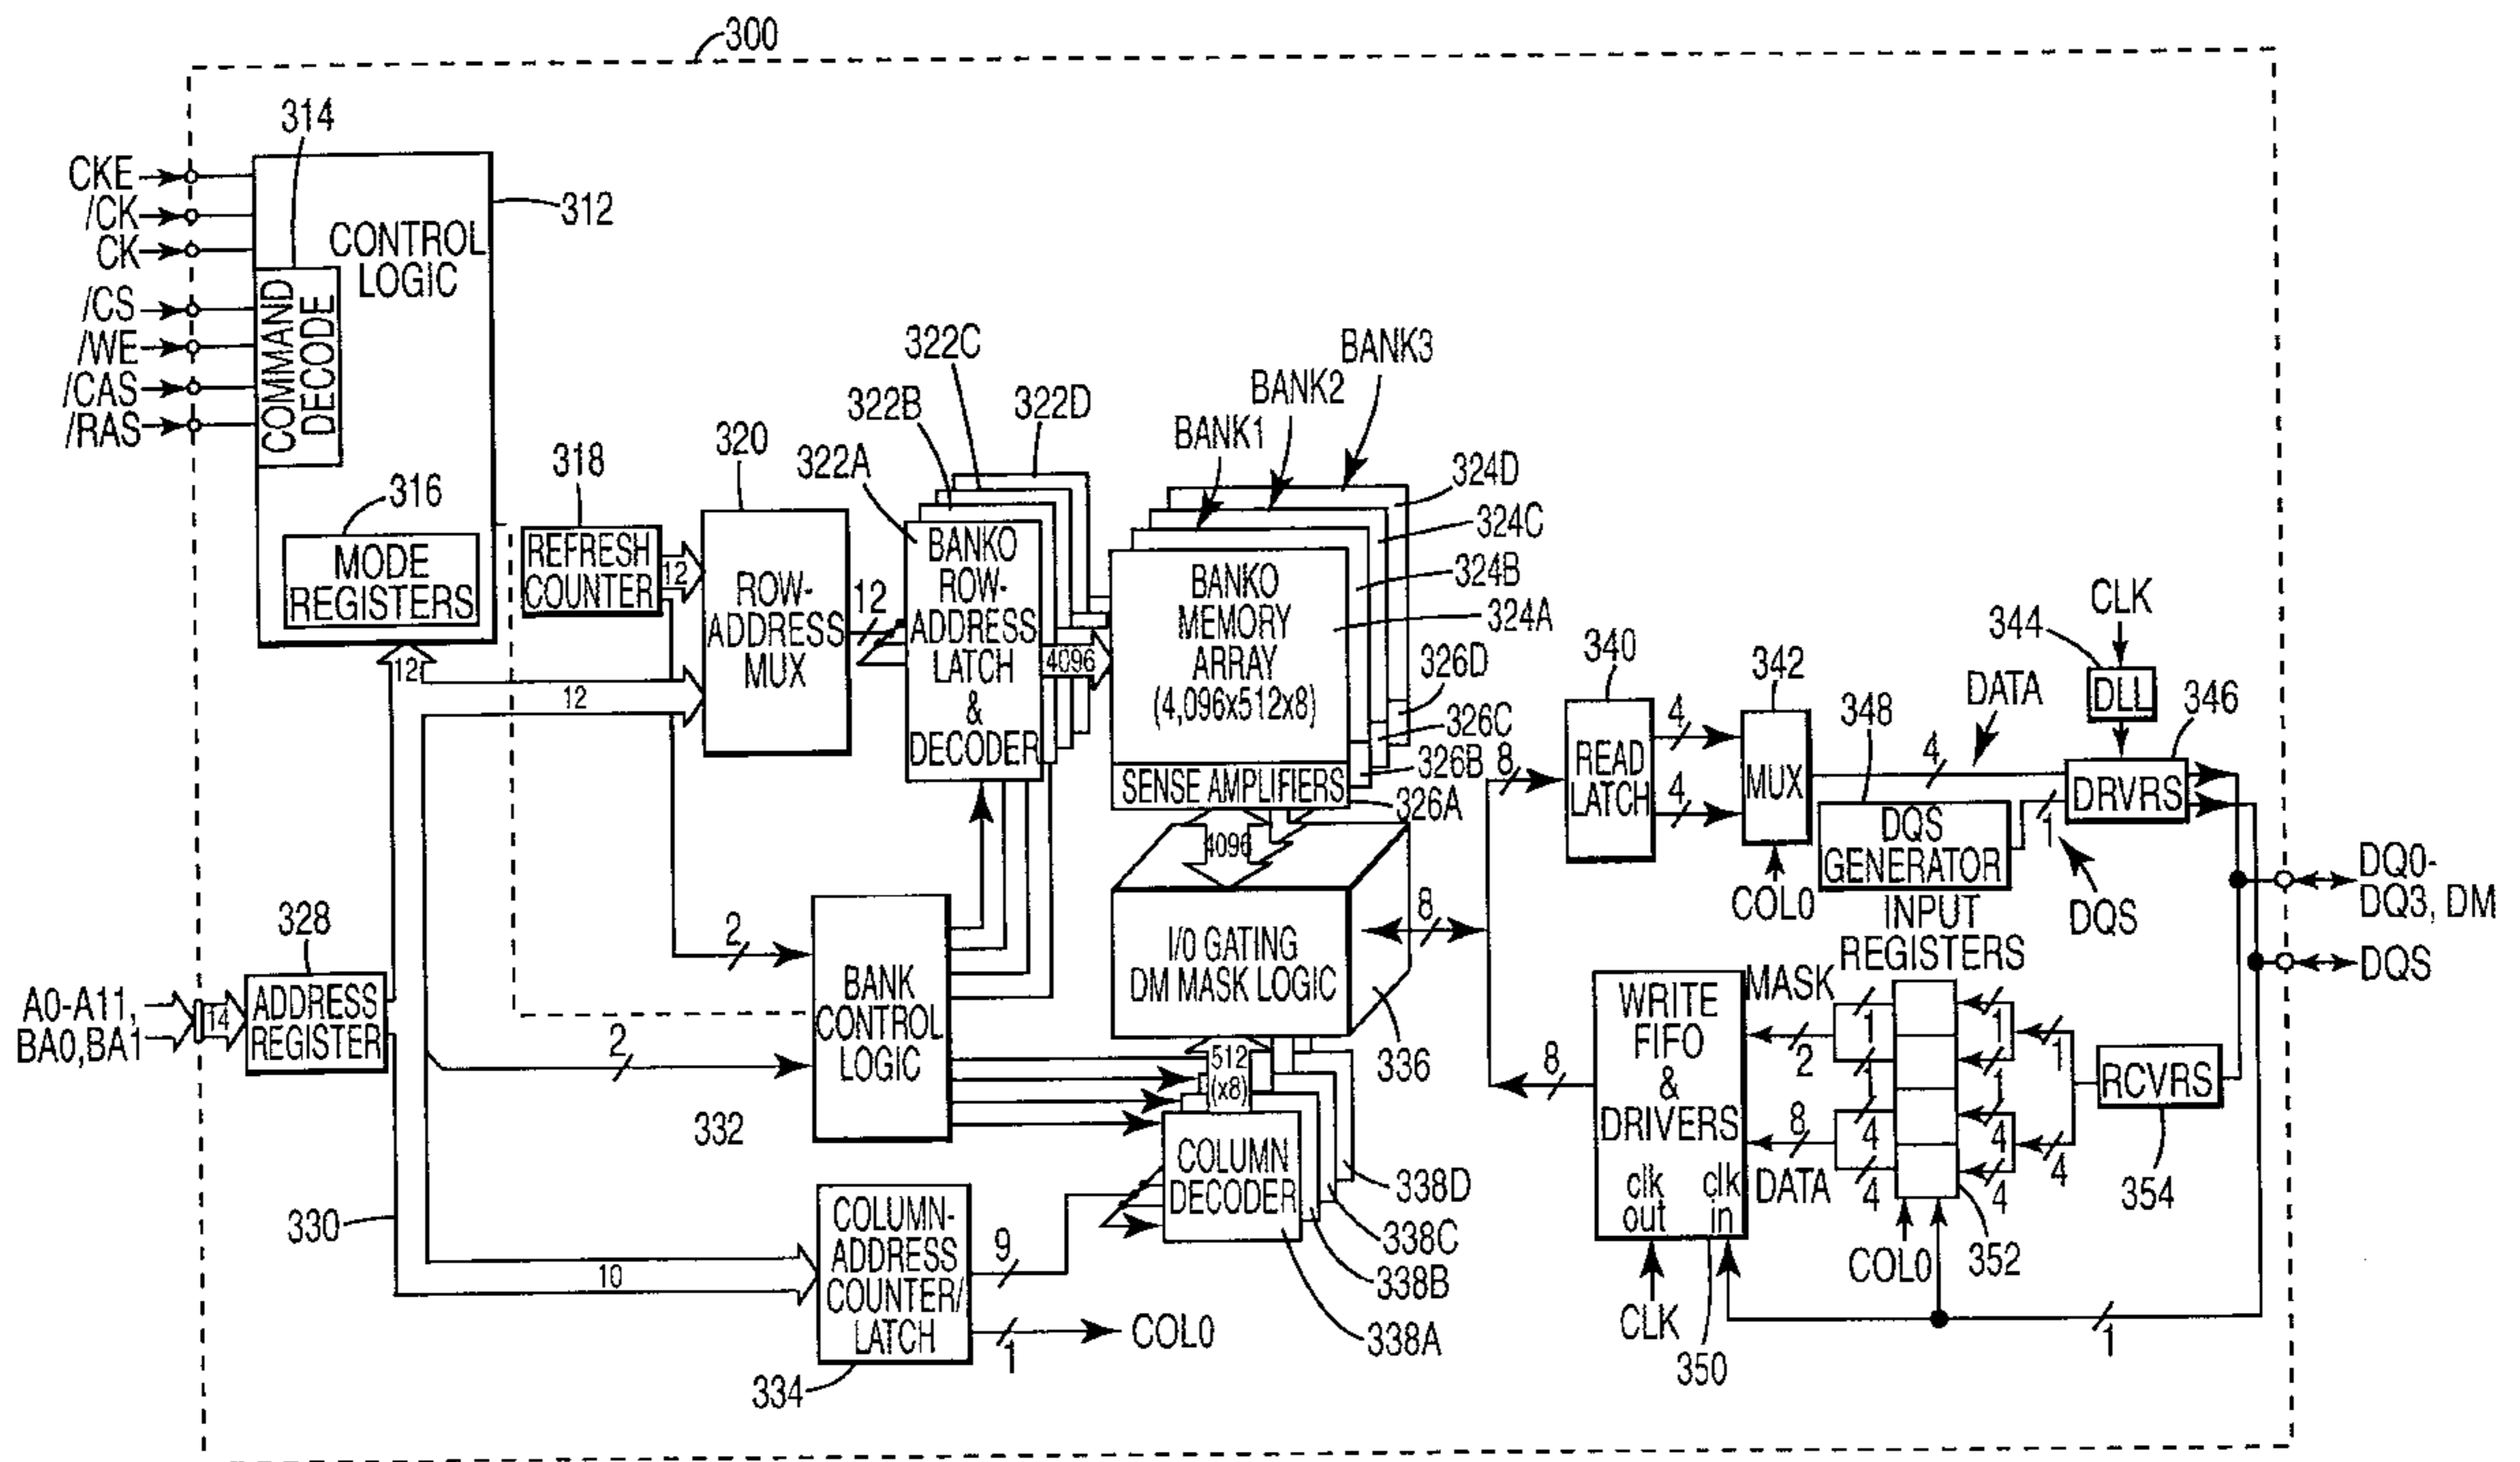 300
314
CKE
/CK
CK
/CS
/WE
/CAS
/RAS
312
CONTROL
LOGIC
COMMAND
DECODE
316
MODE
REGISTERS
12
318
REFRESH
COUNTER
12
320
ROW-
ADDRESS
MUX
12
12
322A
322B
322C
322D
BANKO
ROW-
ADDRESS
LATCH
&
DECODER
4096
BANK1
BANK2
BANK3
324D
324C
324B
324A
BANKO
MEMORY
ARRAY
(4,096x512x8)
SENSE AMPLIFIERS
326D
326C
326B
326A
4096
I/O GATING
DM MASK LOGIC
336
8
8
340
READ
LATCH
4
4
342
MUX
COL0
348
DQS
GENERATOR
4
DATA
1
DQS
344
CLK
DLL
346
DRVRS
DQ0-
DQ3, DM
DQS
328
A0-A11,
BA0,BA1
14
ADDRESS
REGISTER
330
2
2
332
BANK
CONTROL
LOGIC
512
(x8)
COLUMN
DECODER
338D
338C
338B
338A
10
COLUMN-
ADDRESS
COUNTER/
LATCH
334
9
1
COL0
8
WRITE
FIFO
&
DRIVERS
clk
out
clk
in
CLK
350
MASK
2
8
DATA
INPUT
REGISTERS
1
1
4
4
1
1
4
4
1
4
COL0
352
RCVRS
354
1